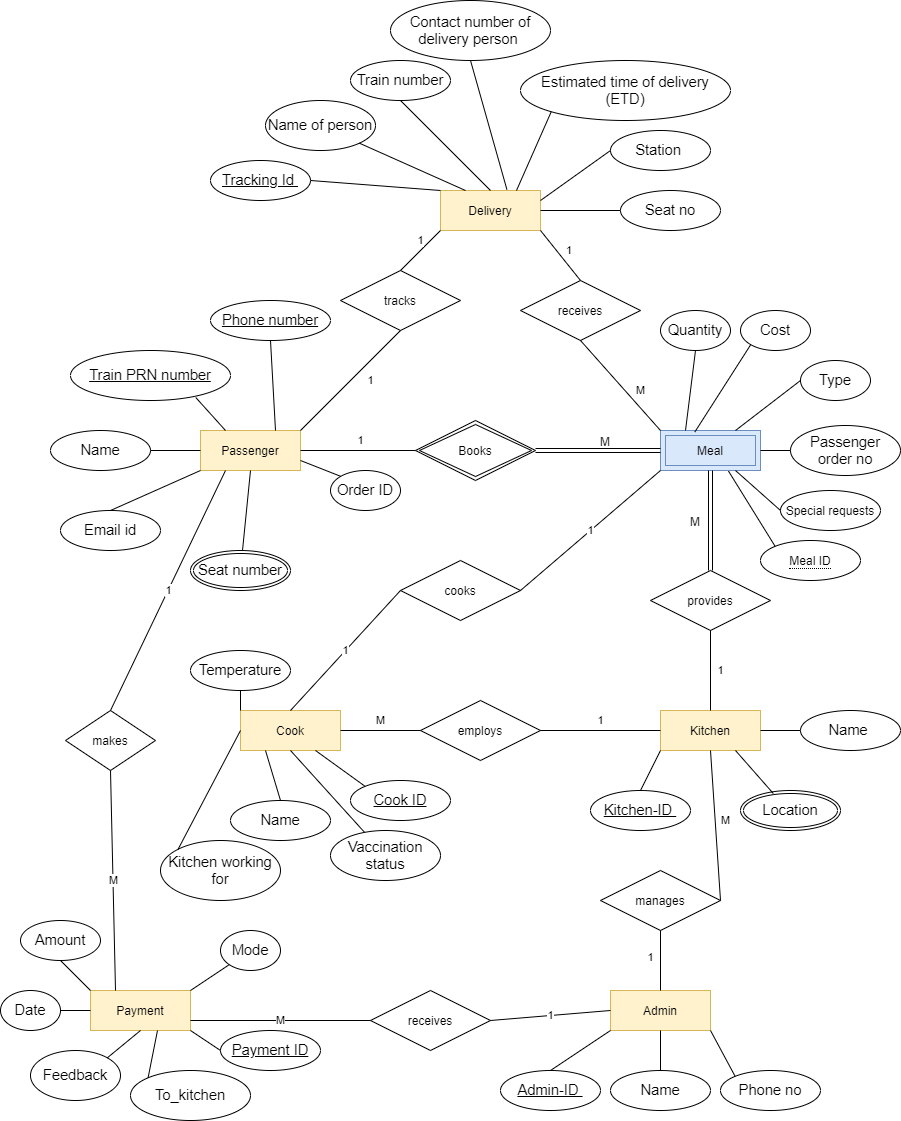 Contact number of
delivery person
Train number
Estimated time of delivery
(ETD)
Name of person
Station
Tracking Id
Delivery
Seat no
1
1
tracks
receives
Phone number
Quantity
Cost
Train PRN number
1
M
Type
Name
Passenger
1
Books
M
Meal
Passenger
order no
Order ID
Special requests
Email id
M
1
Meal ID
Seat number
1
cooks
provides
Temperature
1
1
Cook
M
employs
1
Kitchen
Name
makes
Cook ID
Kitchen-ID
Location
Name
M
Vaccination
status
Kitchen working
for
M
manages
Amount
Mode
1
Date
Payment
M
receives
1
Admin
Payment ID
Feedback
To_kitchen
Admin-ID
Name
Phone no